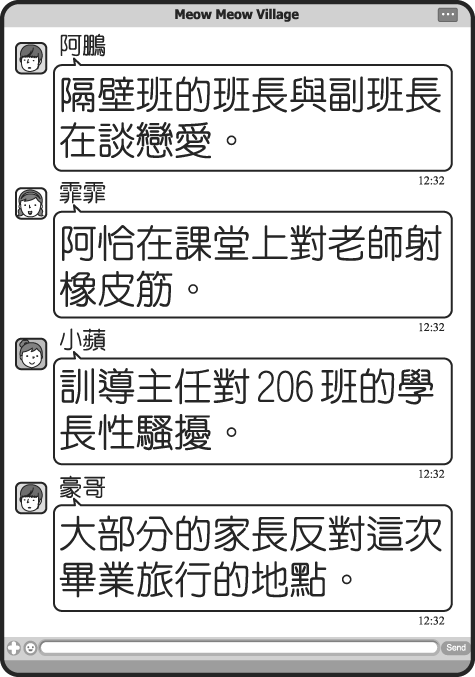 Meow Meow Village
阿鵬
隔壁班的班長與副班長
在談戀愛。
12:32
霏霏
阿恰在課堂上對老師射
橡皮筋。
12:32
小蘋
訓導主任對 206 班的學
長性騷擾。
12:32
豪哥
大部分的家長反對這次
畢業旅行的地點。
12:32
Send